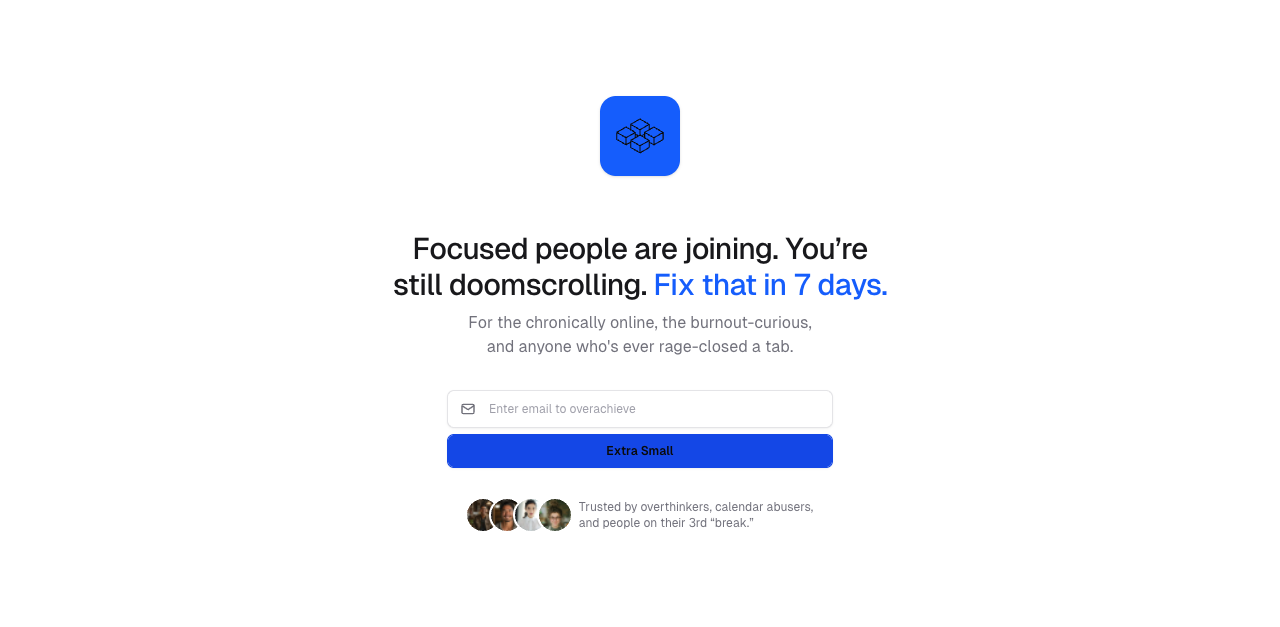 Focused people are joining. You’re
still doomscrolling. Fix that in 7 days.
For the chronically online, the burnout-curious,
and anyone who's ever rage-closed a tab.
Enter email to overachieve
Extra Small
Trusted by overthinkers, calendar abusers,
and people on their 3rd “break.”